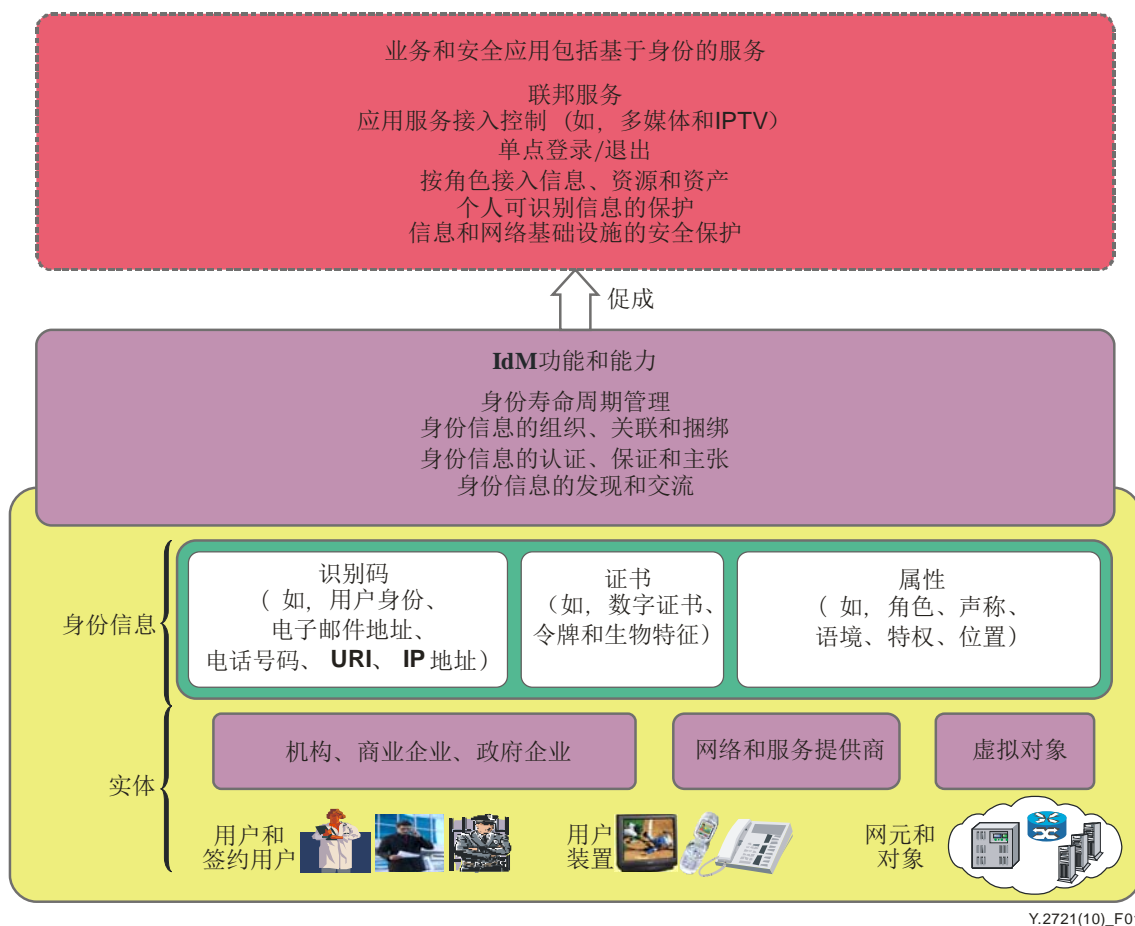 业务和安全应用包括基于身份的服务
联邦服务
应用服务接入控制（如，多媒体和IPTV）
单点登录/退出
按角色接入信息、资源和资产
个人可识别信息的保护
信息和网络基础设施的安全保护
促成
IdM功能和能力
身份寿命周期管理
身份信息的组织、关联和捆绑
身份信息的认证、保证和主张
身份信息的发现和交流
身份信息
识别码
（如，用户身份、
电子邮件地址、
电话号码、URI、IP地址）
证书
（如，数字证书、
令牌和生物特征）
属性
（如，角色、声称、
语境、特权、位置）
实体
机构、商业企业、政府企业
网络和服务提供商
虚拟对象
用户和
签约用户
用户
装置
网元和
对象
Y.2721(10)_F01